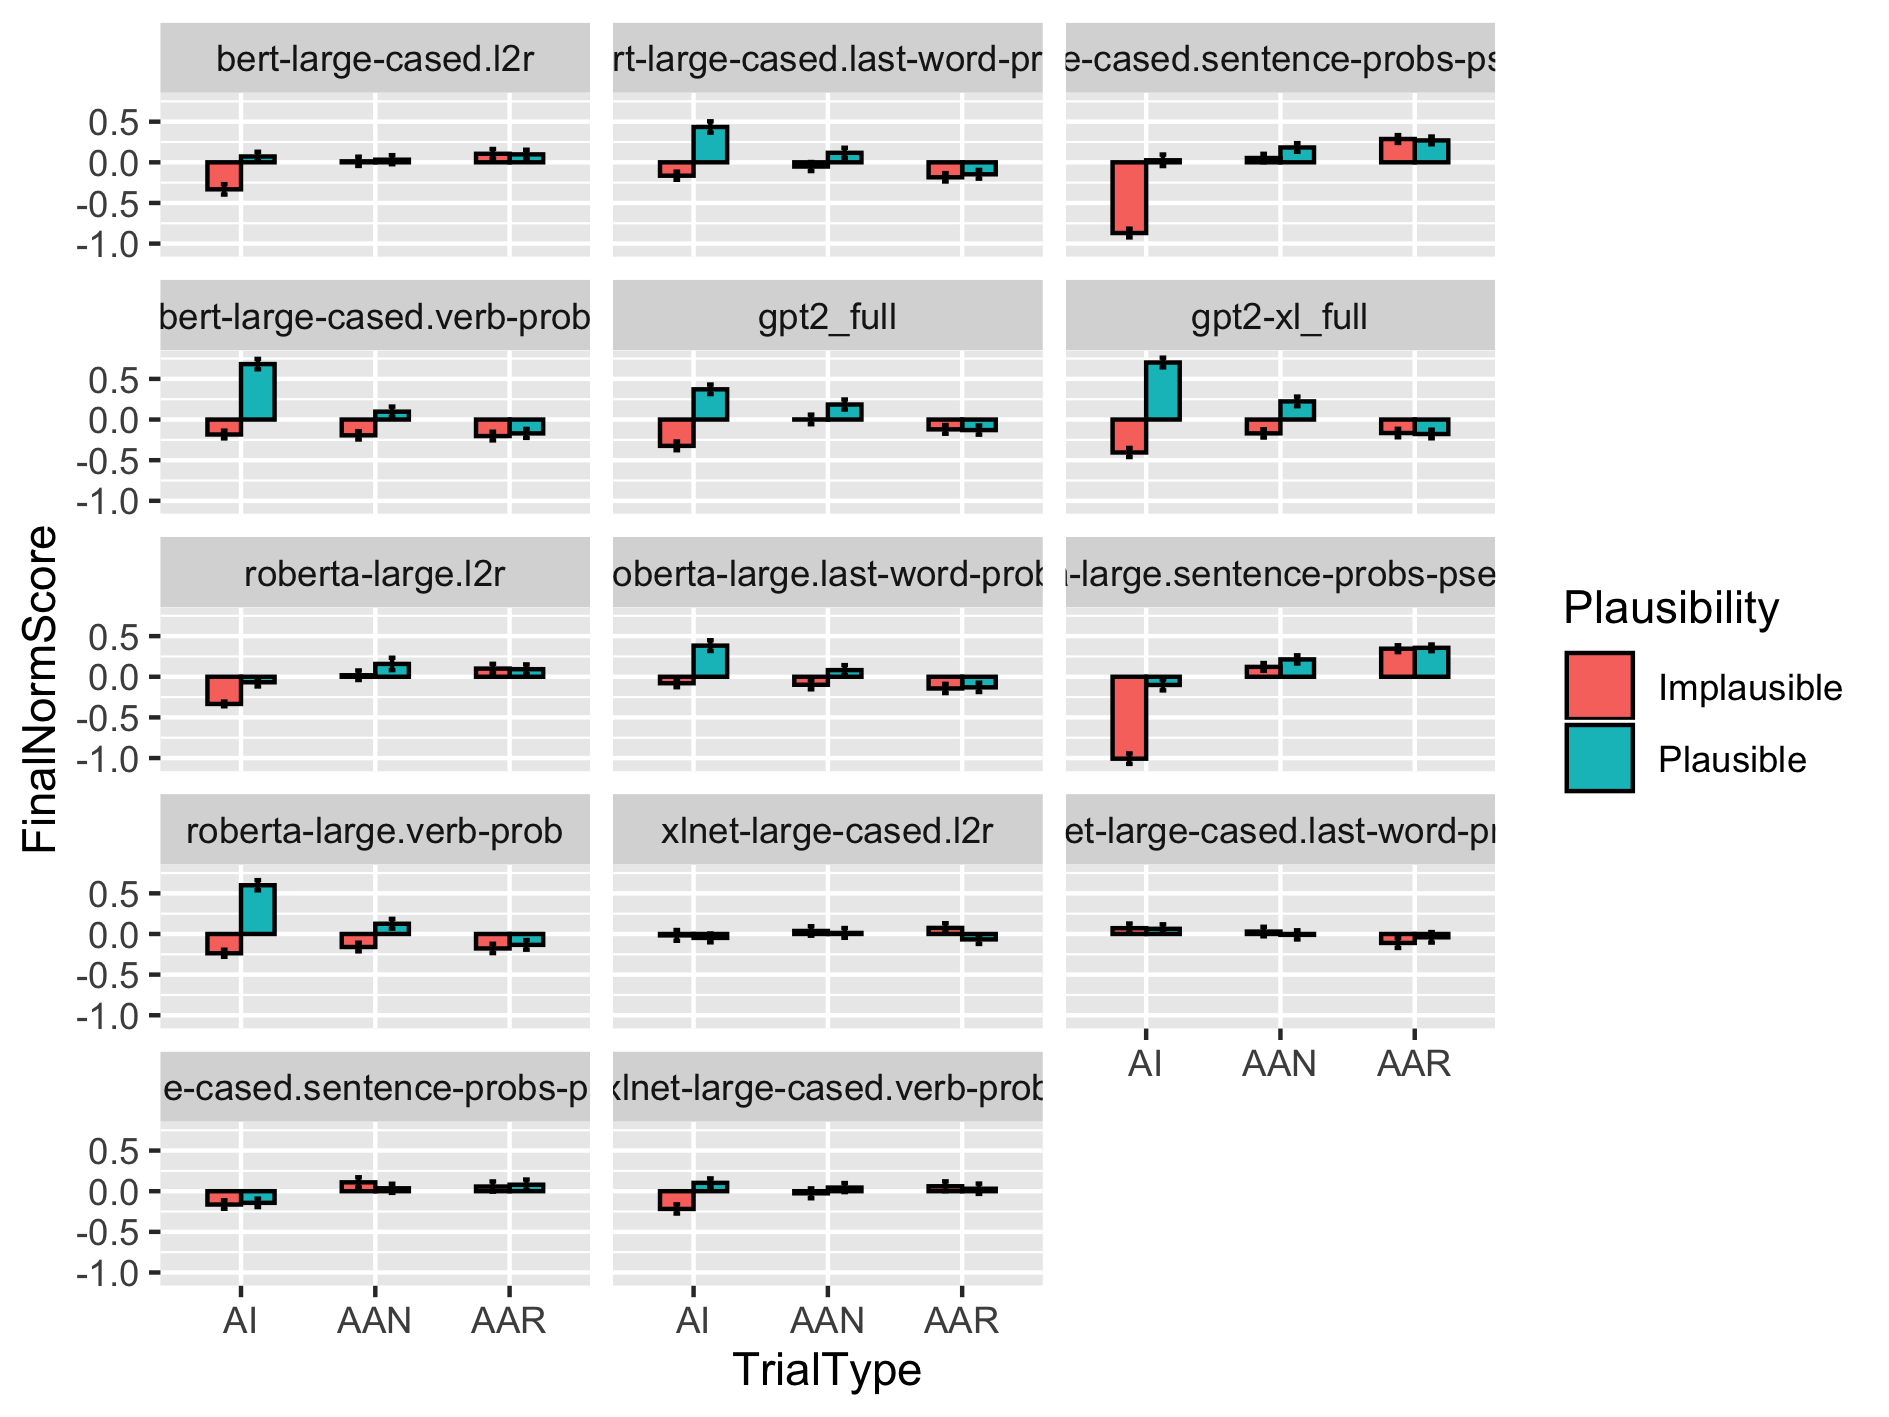 bert-large-cased.l2r
rt-large-cased.last-word-pr
e-cased.sentence-probs-ps
0.5
0.0
-0.5
-1.0
bert-large-cased.verb-prob
gpt2_full
gpt2-xl_full
0.5
0.0
-0.5
-1.0
roberta-large.l2r
oberta-large.last-word-prob
-large.sentence-probs-pse
0.5
0.0
-0.5
-1.0
roberta-large.verb-prob
xlnet-large-cased.l2r
et-large-cased.last-word-pr
0.5
0.0
-0.5
-1.0
AI AAN AAR
e-cased.sentence-probs-p
xlnet-large-cased.verb-prob
0.5
0.0
-0.5
-1.0
AI AAN AAR
AI AAN AAR
TrialType
FinalNormScore
Plausibility
Implausible
Plausible